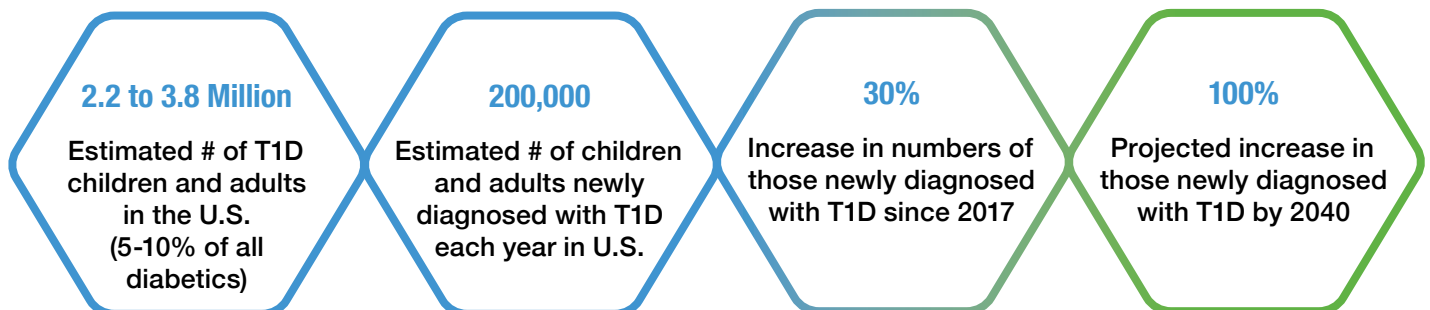 2.2 to 3.8 Million
Estimated # of T1D
children and adults
in the U.S.
(5-10% of all
diabetics)
200,000
Estimated # of children
and adults newly
diagnosed with T1D
each year in U.S.
30%
Increase in numbers of
those newly diagnosed
with T1D since 2017
100%
Projected increase in
those newly diagnosed
with T1D by 2040